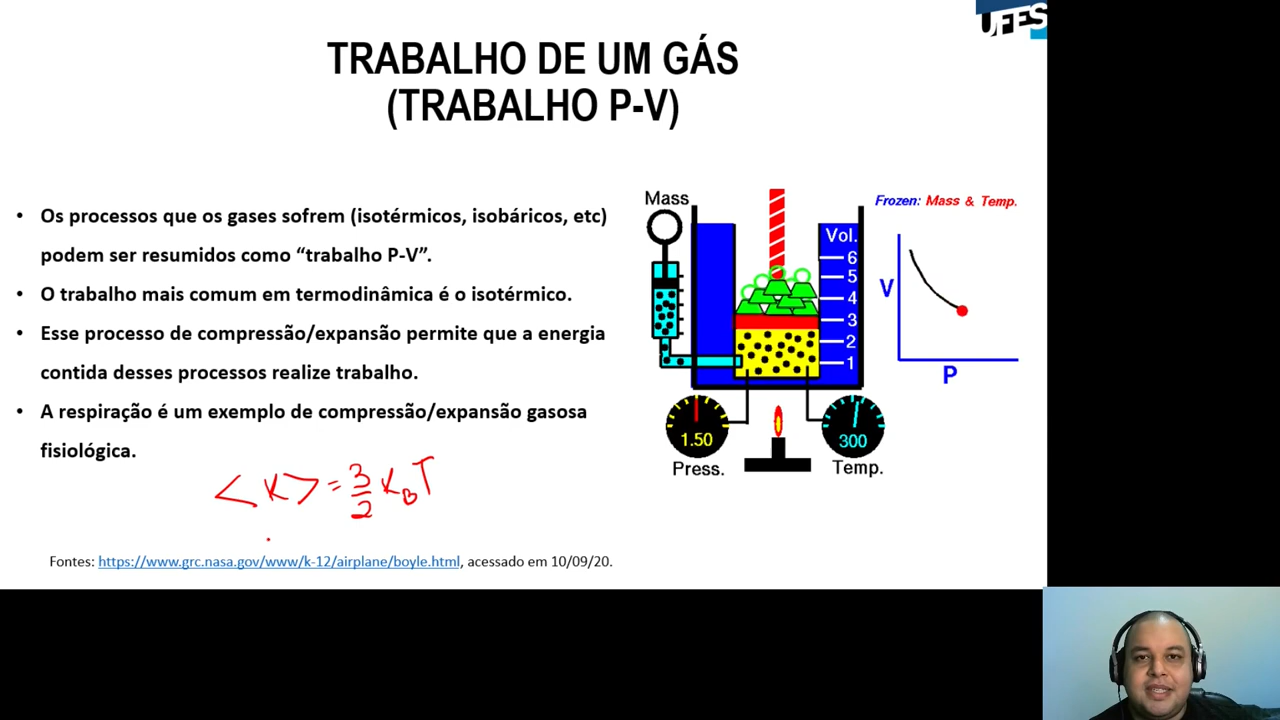 UFES
TRABALHO DE UM GÁS
(TRABALHO P-V)
• Os processos que os gases sofrem (isotérmicos, isobáricos, etc)
podem ser resumidos como “trabalho P-V”.
• O trabalho mais comum em termodinâmica é o isotérmico.
• Esse processo de compressão/expansão permite que a energia
contida desses processos realize trabalho.
• A respiração é um exemplo de compressão/expansão gasosa
fisiológica.
<K> = 3/2 K_B T
Fontes: https://www.grc.nasa.gov/www/k-12/airplane/boyle.html, acessado em 10/09/20.
Mass
Vol.
6
5
4
3
2
1
1.50
Press.
300
Temp.
Frozen: Mass & Temp.
V
P